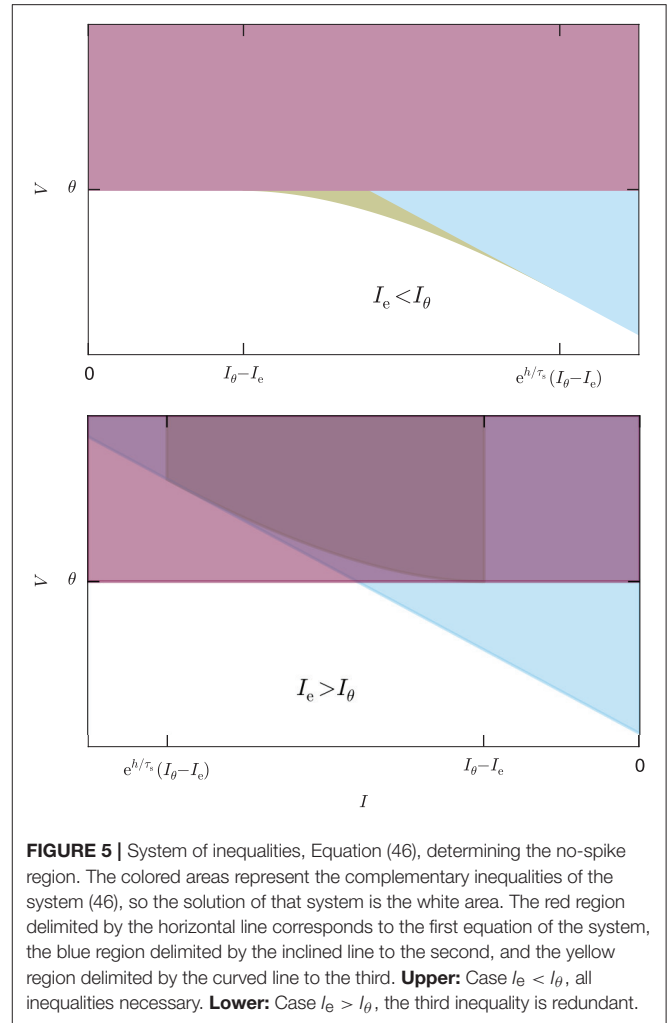 V
θ
I_e < I_θ
0
I_θ−I_e
e^{h/τ_s}(I_θ−I_e)
V
θ
I_e > I_θ
e^{h/τ_s}(I_θ−I_e)
I_θ−I_e
0
I
FIGURE 5 | System of inequalities, Equation (46), determining the no-spike
region. The colored areas represent the complementary inequalities of the
system (46), so the solution of that system is the white area. The red region
delimited by the horizontal line corresponds to the first equation of the system,
the blue region delimited by the inclined line to the second, and the yellow
region delimited by the curved line to the third. Upper: Case I_e < I_θ, all
inequalities necessary. Lower: Case I_e > I_θ, the third inequality is redundant.